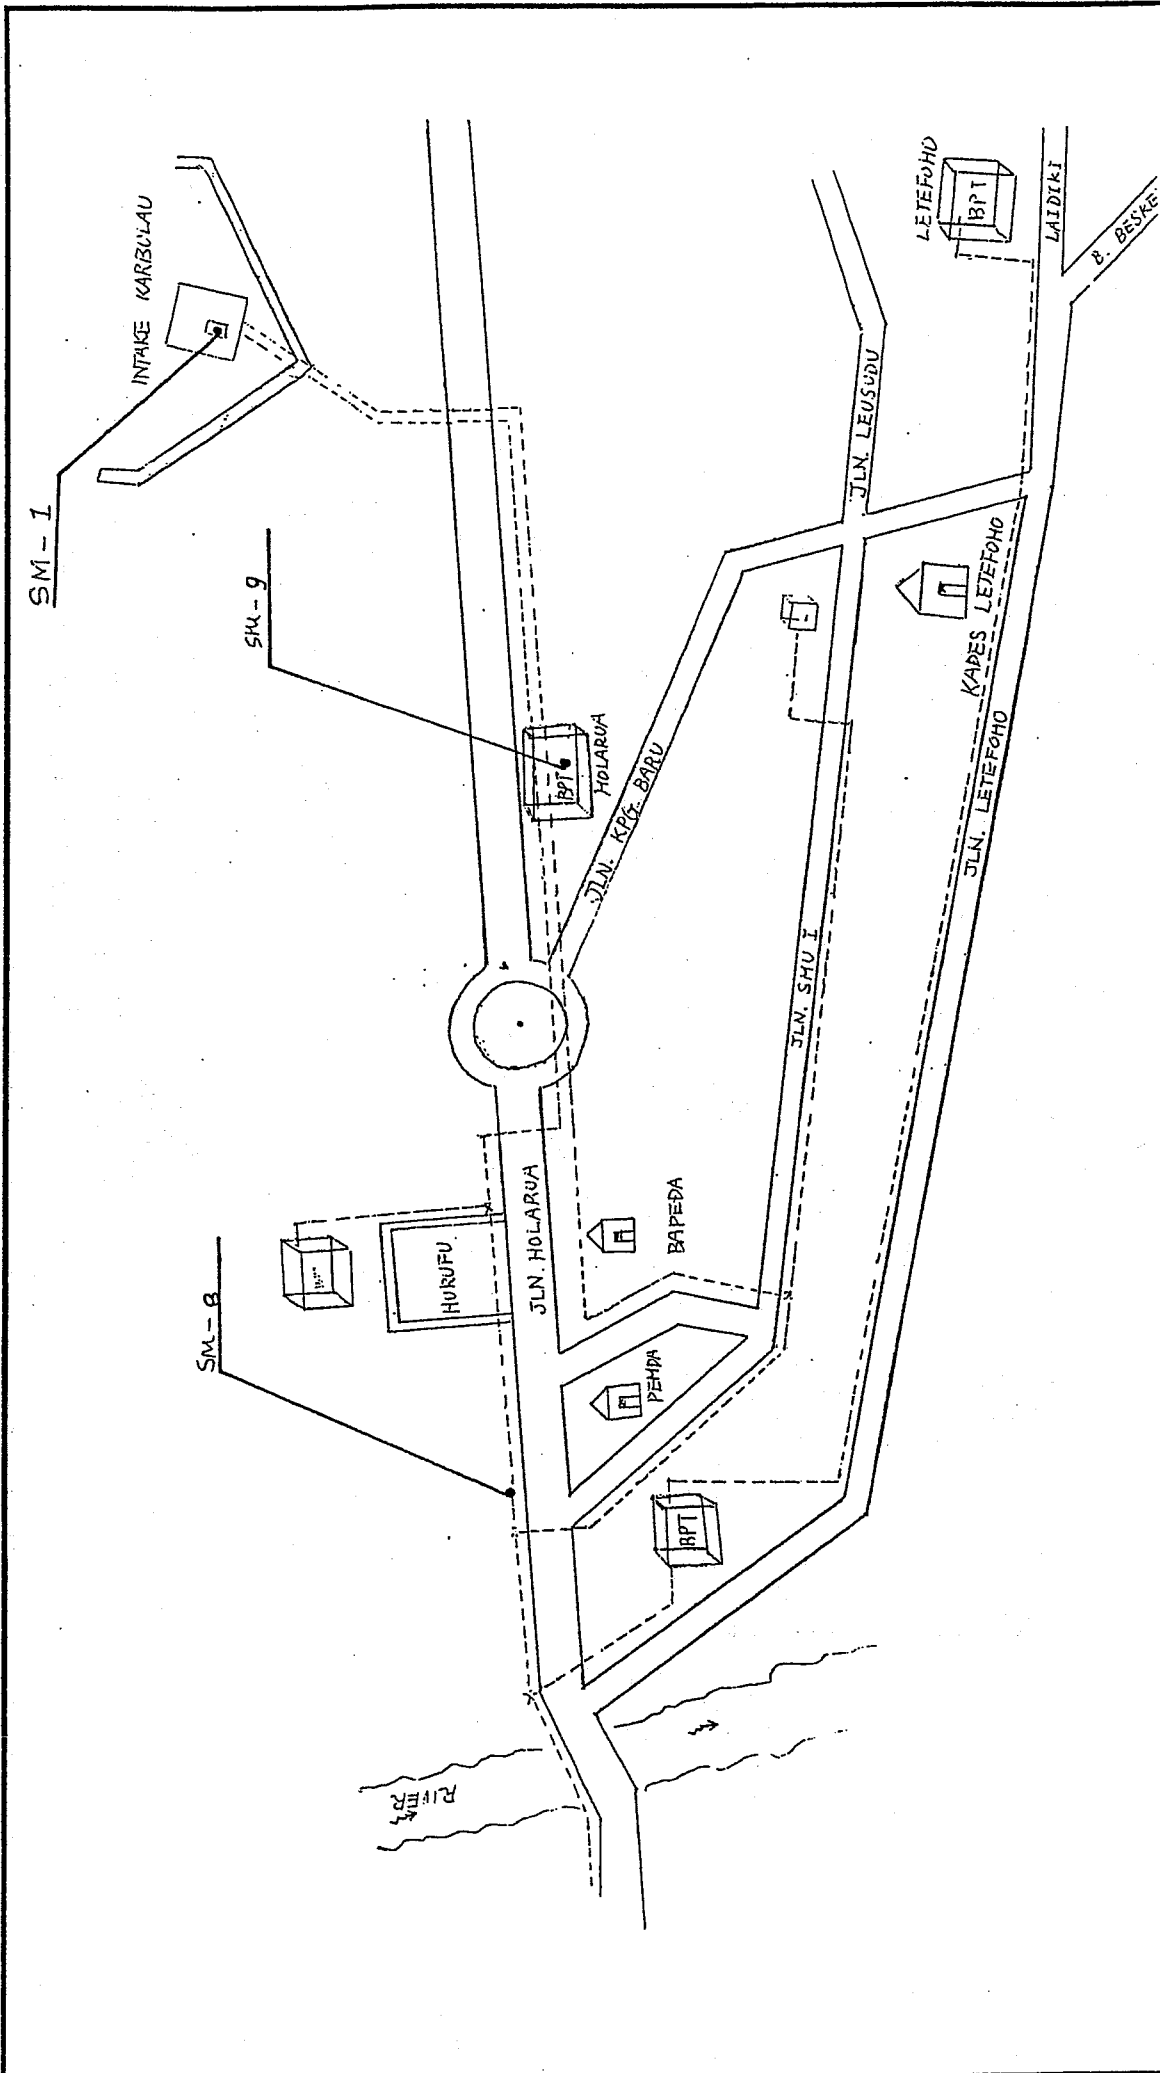 SM - 1
INTAKE KARBULAU
SM - 9
SM - 8
HURUFU
JLN. HOLARUA
BPT
HOLARUA
JLN. KPG. BARU
BAPEDA
PEMDA
BPT
JLN. SMU I
JLN. LEUSUDU
LETEFOHO
BPT
LAIDIKI
KADES LETEFOHO
JLN. LETEFOHO
RIVER